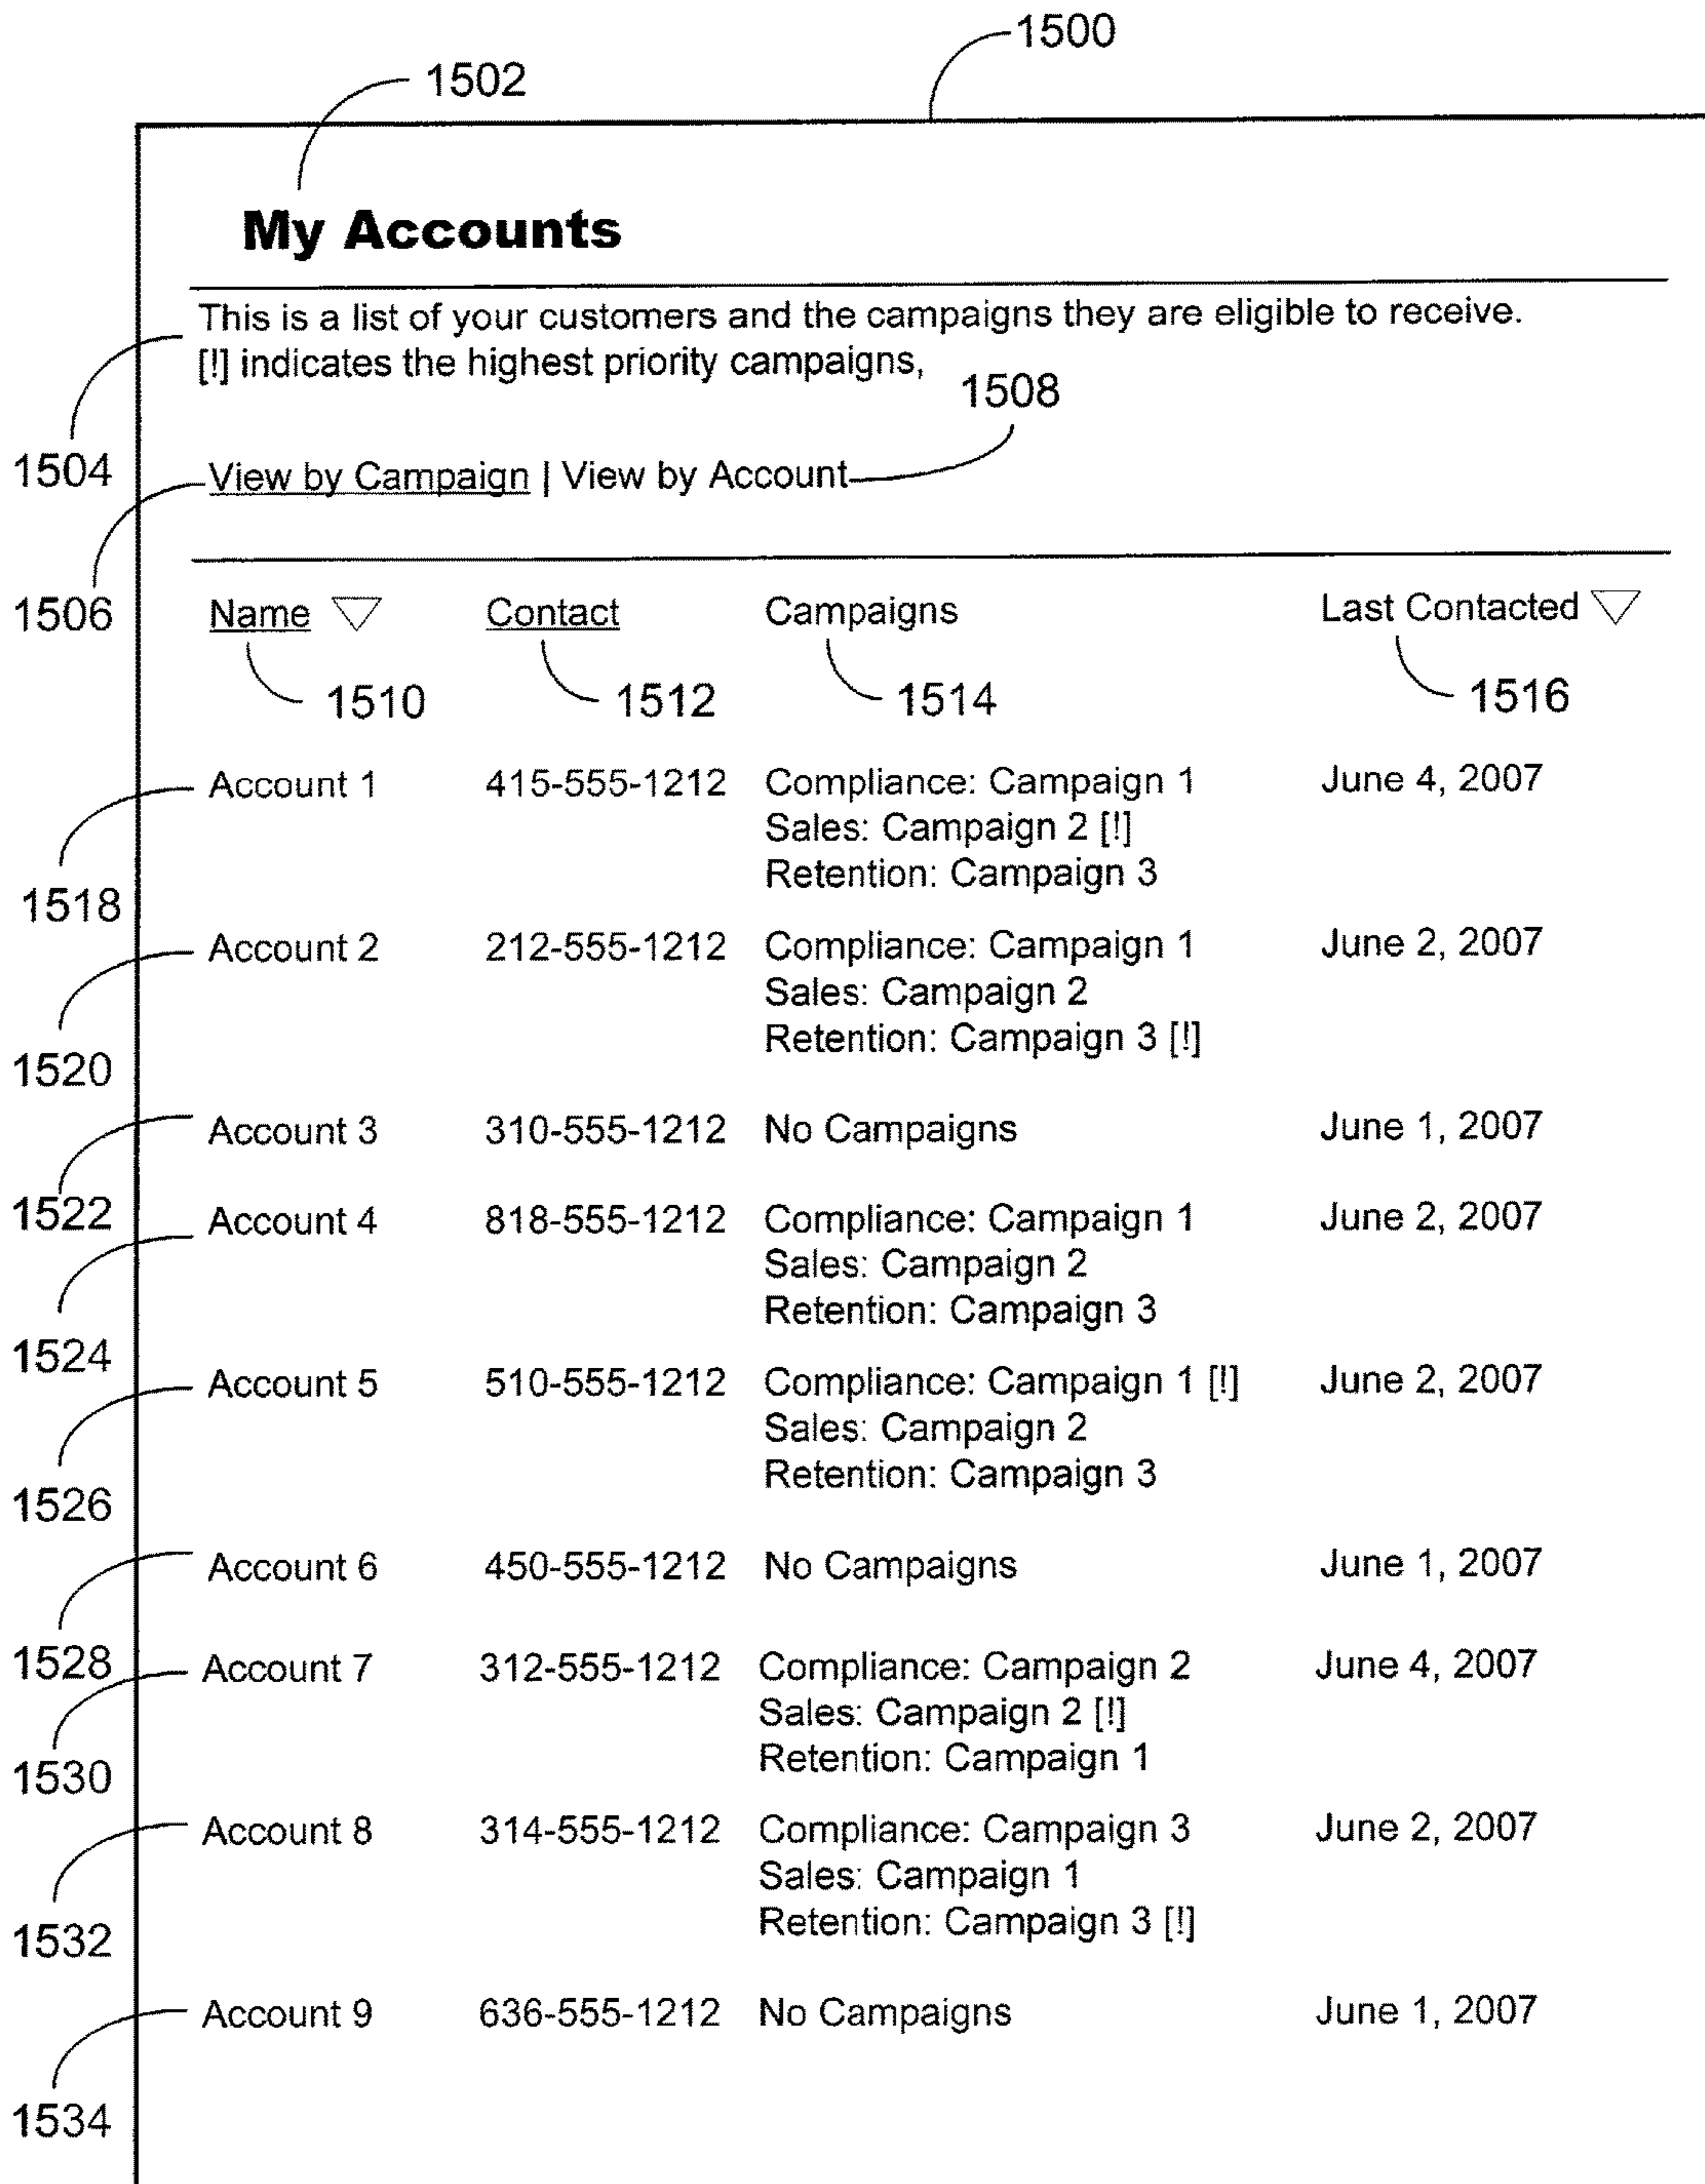 1500
1502
My Accounts
This is a list of your customers and the campaigns they are eligible to receive.
[!] indicates the highest priority campaigns,
1508
1504
View by Campaign | View by Account
1506
Name Contact Campaigns Last Contacted
1510 1512 1514 1516
Account 1 415-555-1212 Compliance: Campaign 1 June 4, 2007
Sales: Campaign 2 [!]
Retention: Campaign 3
1518
Account 2 212-555-1212 Compliance: Campaign 1 June 2, 2007
Sales: Campaign 2
Retention: Campaign 3 [!]
1520
Account 3 310-555-1212 No Campaigns June 1, 2007
1522
Account 4 818-555-1212 Compliance: Campaign 1 June 2, 2007
Sales: Campaign 2
Retention: Campaign 3
1524
Account 5 510-555-1212 Compliance: Campaign 1 [!] June 2, 2007
Sales: Campaign 2
Retention: Campaign 3
1526
Account 6 450-555-1212 No Campaigns June 1, 2007
1528
Account 7 312-555-1212 Compliance: Campaign 2 June 4, 2007
Sales: Campaign 2 [!]
Retention: Campaign 1
1530
Account 8 314-555-1212 Compliance: Campaign 3 June 2, 2007
Sales: Campaign 1
Retention: Campaign 3 [!]
1532
Account 9 636-555-1212 No Campaigns June 1, 2007
1534